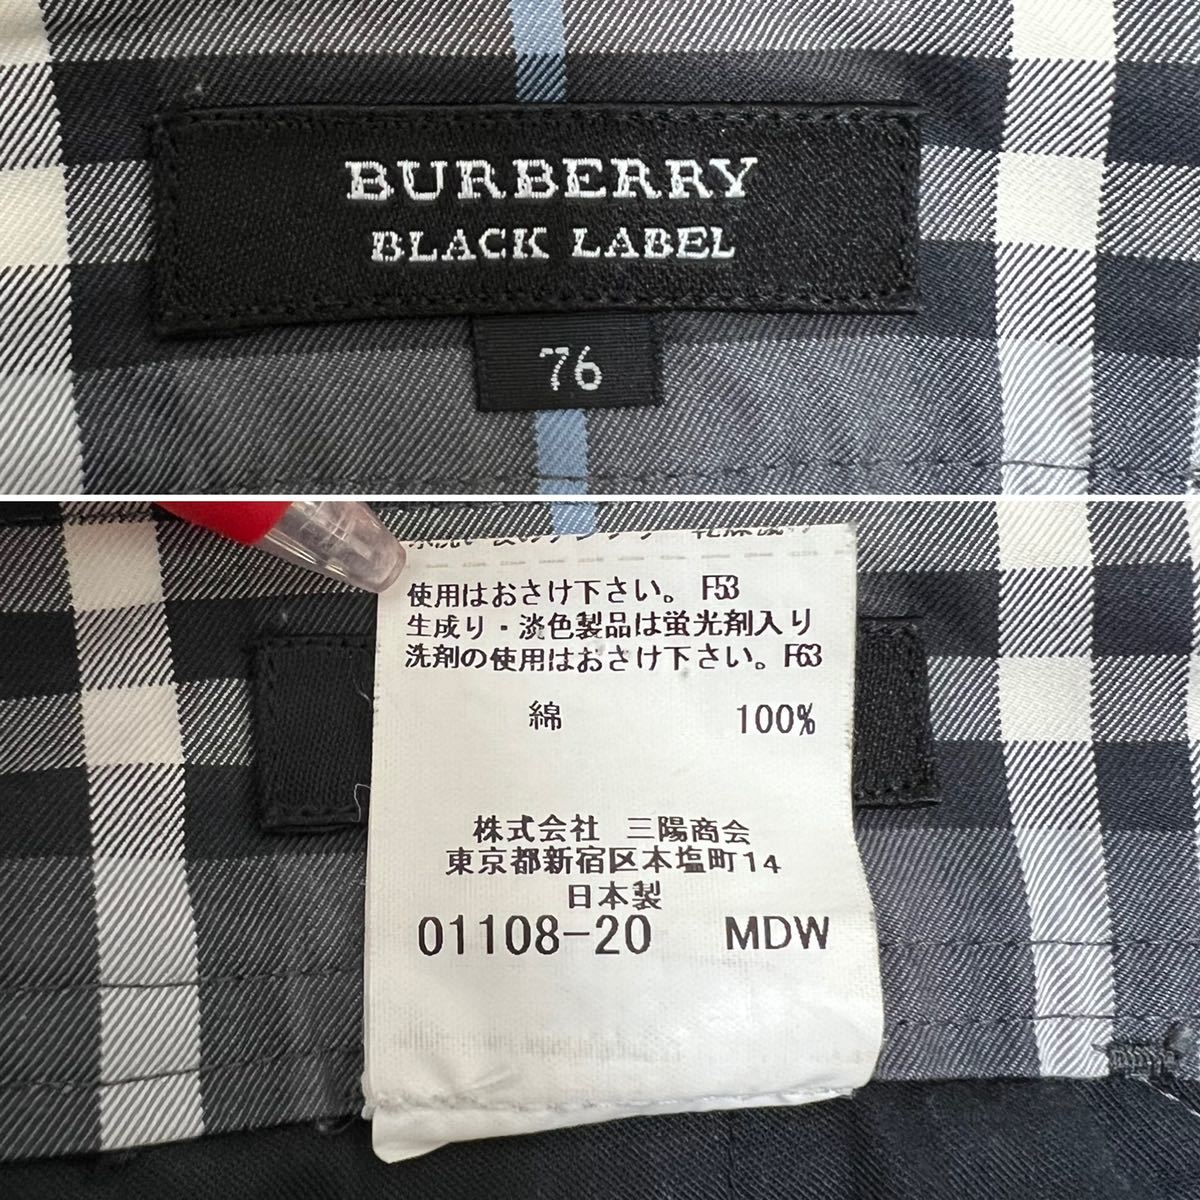 BURBERRY
BLACK LABEL
76
使用はおさけ下さい。F53
生成り・淡色製品は蛍光剤入り
洗剤の使用はおさけ下さい。F63
綿 100%
株式会社 三陽商会
東京都新宿区本塩町14
日本製
01108-20 MDW